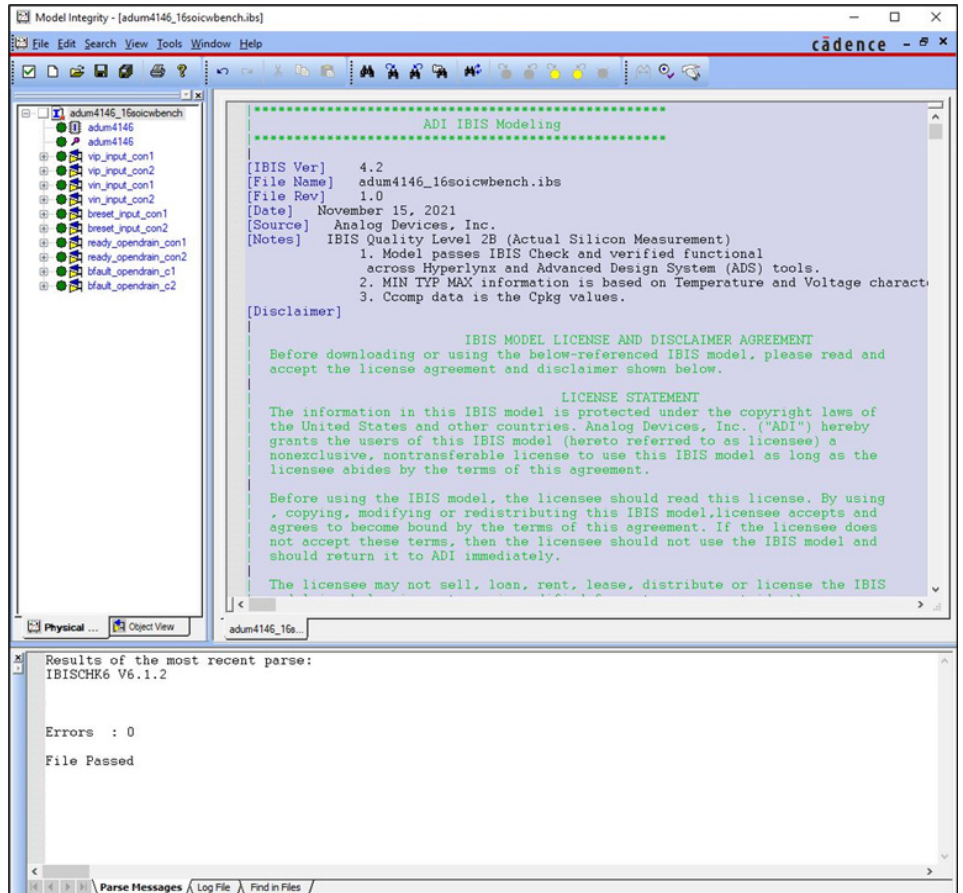 Model Integrity - [adum4146_16soicwbench.ibs]
File Edit Search View Tools Window Help
cādence
adum4146_16soicwbench
adum4146
adum4146
vip_input_con1
vip_input_con2
vin_input_con1
vin_input_con2
breset_input_con1
breset_input_con2
ready_opendrain_con1
ready_opendrain_con2
bfault_opendrain_c1
bfault_opendrain_c2
Physical ...
Object View
|*****************************************************
| ADI IBIS Modeling
|*****************************************************
|
[IBIS Ver] 4.2
[File Name] adum4146_16soicwbench.ibs
[File Rev] 1.0
[Date] November 15, 2021
[Source] Analog Devices, Inc.
[Notes] IBIS Quality Level 2B (Actual Silicon Measurement)
1. Model passes IBIS Check and verified functional
across Hyperlynx and Advanced Design System (ADS) tools.
2. MIN TYP MAX information is based on Temperature and Voltage charact
3. Ccomp data is the Cpkg values.
[Disclaimer]
|
| IBIS MODEL LICENSE AND DISCLAIMER AGREEMENT
| Before downloading or using the below-referenced IBIS model, please read and
| accept the license agreement and disclaimer shown below.
|
| LICENSE STATEMENT
| The information in this IBIS model is protected under the copyright laws of
| the United States and other countries. Analog Devices, Inc. ("ADI") hereby
| grants the users of this IBIS model (hereto referred to as licensee) a
| nonexclusive, nontransferable license to use this IBIS model as long as the
| licensee abides by the terms of this agreement.
|
| Before using the IBIS model, the licensee should read this license. By using
| , copying, modifying or redistributing this IBIS model,licensee accepts and
| agrees to become bound by the terms of this agreement. If the licensee does
| not accept these terms, then the licensee should not use the IBIS model and
| should return it to ADI immediately.
|
| The licensee may not sell, loan, rent, lease, distribute or license the IBIS
adum4146_16s...
Results of the most recent parse:
IBISCHK6 V6.1.2
Errors : 0
File Passed
Parse Messages
Log File
Find in Files